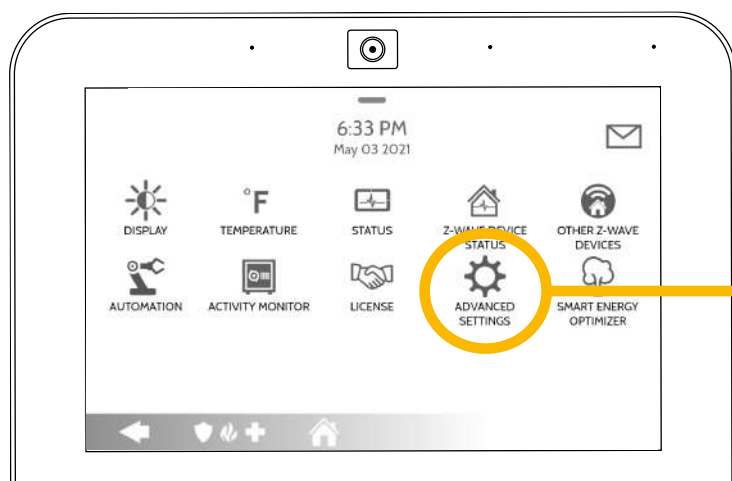 6:33 PM
May 03 2021
°F
DISPLAY
TEMPERATURE
STATUS
Z-WAVE DEVICE
STATUS
OTHER Z-WAVE
DEVICES
AUTOMATION
ACTIVITY MONITOR
LICENSE
ADVANCED
SETTINGS
SMART ENERGY
OPTIMIZER